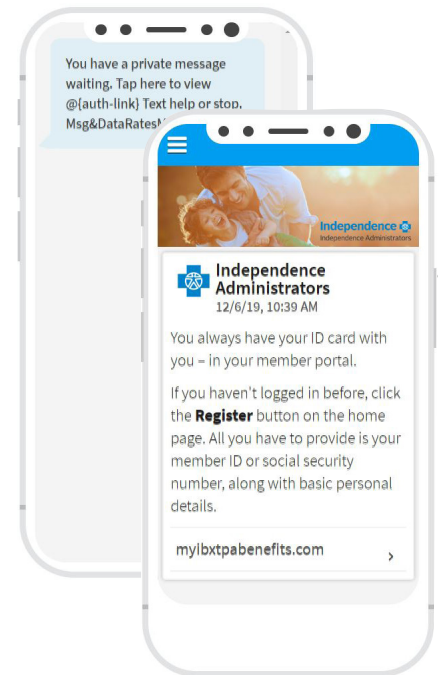 You have a private message
waiting. Tap here to view
@{auth-link} Text help or stop.
Msg&DataRatesM
Independence
Independence Administrators
Independence
Administrators
12/6/19, 10:39 AM
You always have your ID card with
you – in your member portal.
If you haven't logged in before, click
the Register button on the home
page. All you have to provide is your
member ID or social security
number, along with basic personal
details.
myibxtpabenefits.com